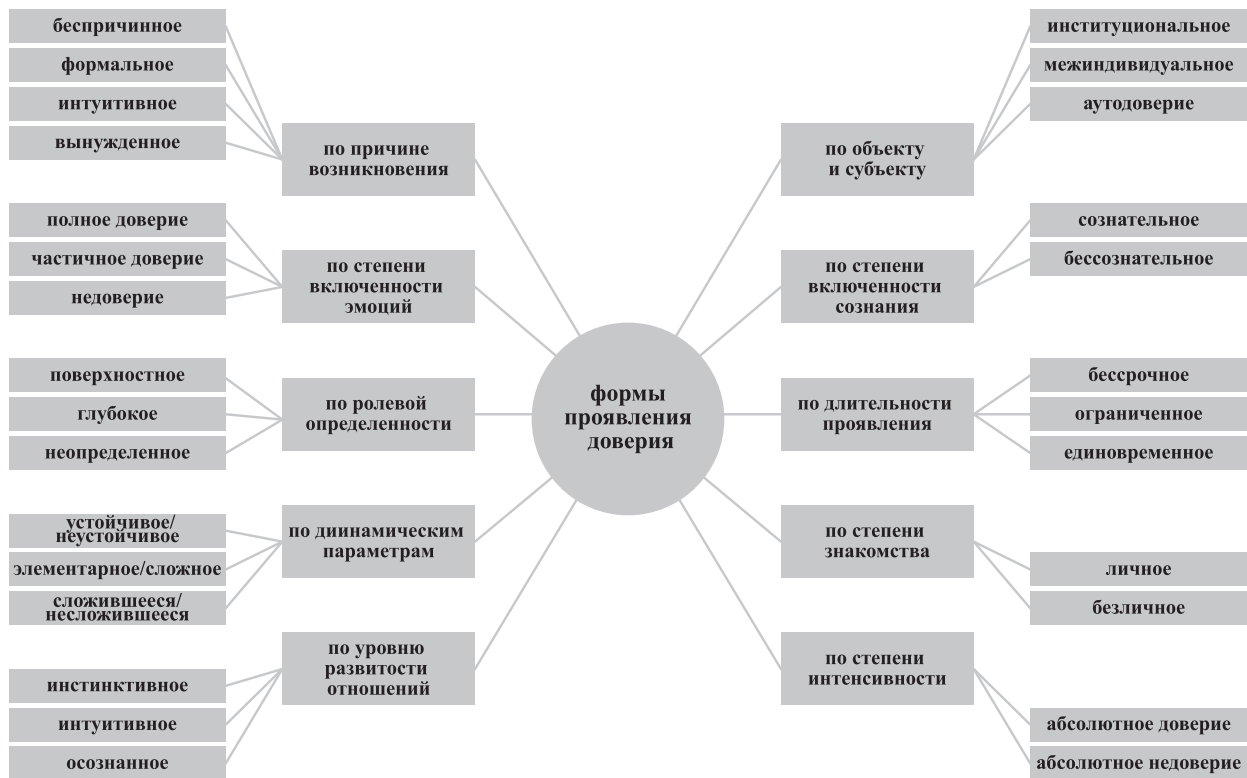 беспричинное
формальное
интуитивное
вынужденное
по причине
возникновения
полное доверие
частичное доверие
недоверие
по степени
включенности
эмоций
поверхностное
глубокое
неопределенное
по ролевой
определенности
устойчивое/
неустойчивое
элементарное/сложное
сложившееся/
несложившееся
по диинамическим
параметрам
инстинктивное
интуитивное
осознанное
по уровню
развитости
отношений
формы
проявления
доверия
по объекту
и субъекту
институциональное
межиндивидуальное
аутодоверие
по степени
включенности
сознания
сознательное
бессознательное
по длительности
проявления
бессрочное
ограниченное
единовременное
по степени
знакомства
личное
безличное
по степени
интенсивности
абсолютное доверие
абсолютное недоверие